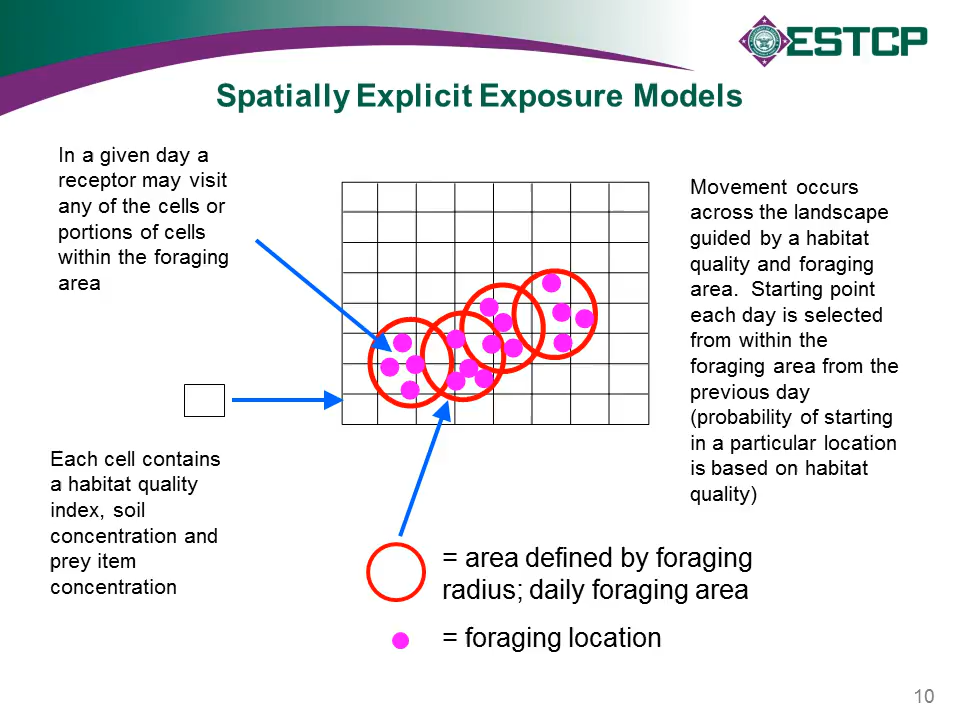 ESTCP
Spatially Explicit Exposure Models
In a given day a
receptor may visit
any of the cells or
portions of cells
within the foraging
area
Each cell contains
a habitat quality
index, soil
concentration and
prey item
concentration
Movement occurs
across the landscape
guided by a habitat
quality and foraging
area.  Starting point
each day is selected
from within the
foraging area from the
previous day
(probability of starting
in a particular location
is based on habitat
quality)
= area defined by foraging
radius; daily foraging area
= foraging location
10